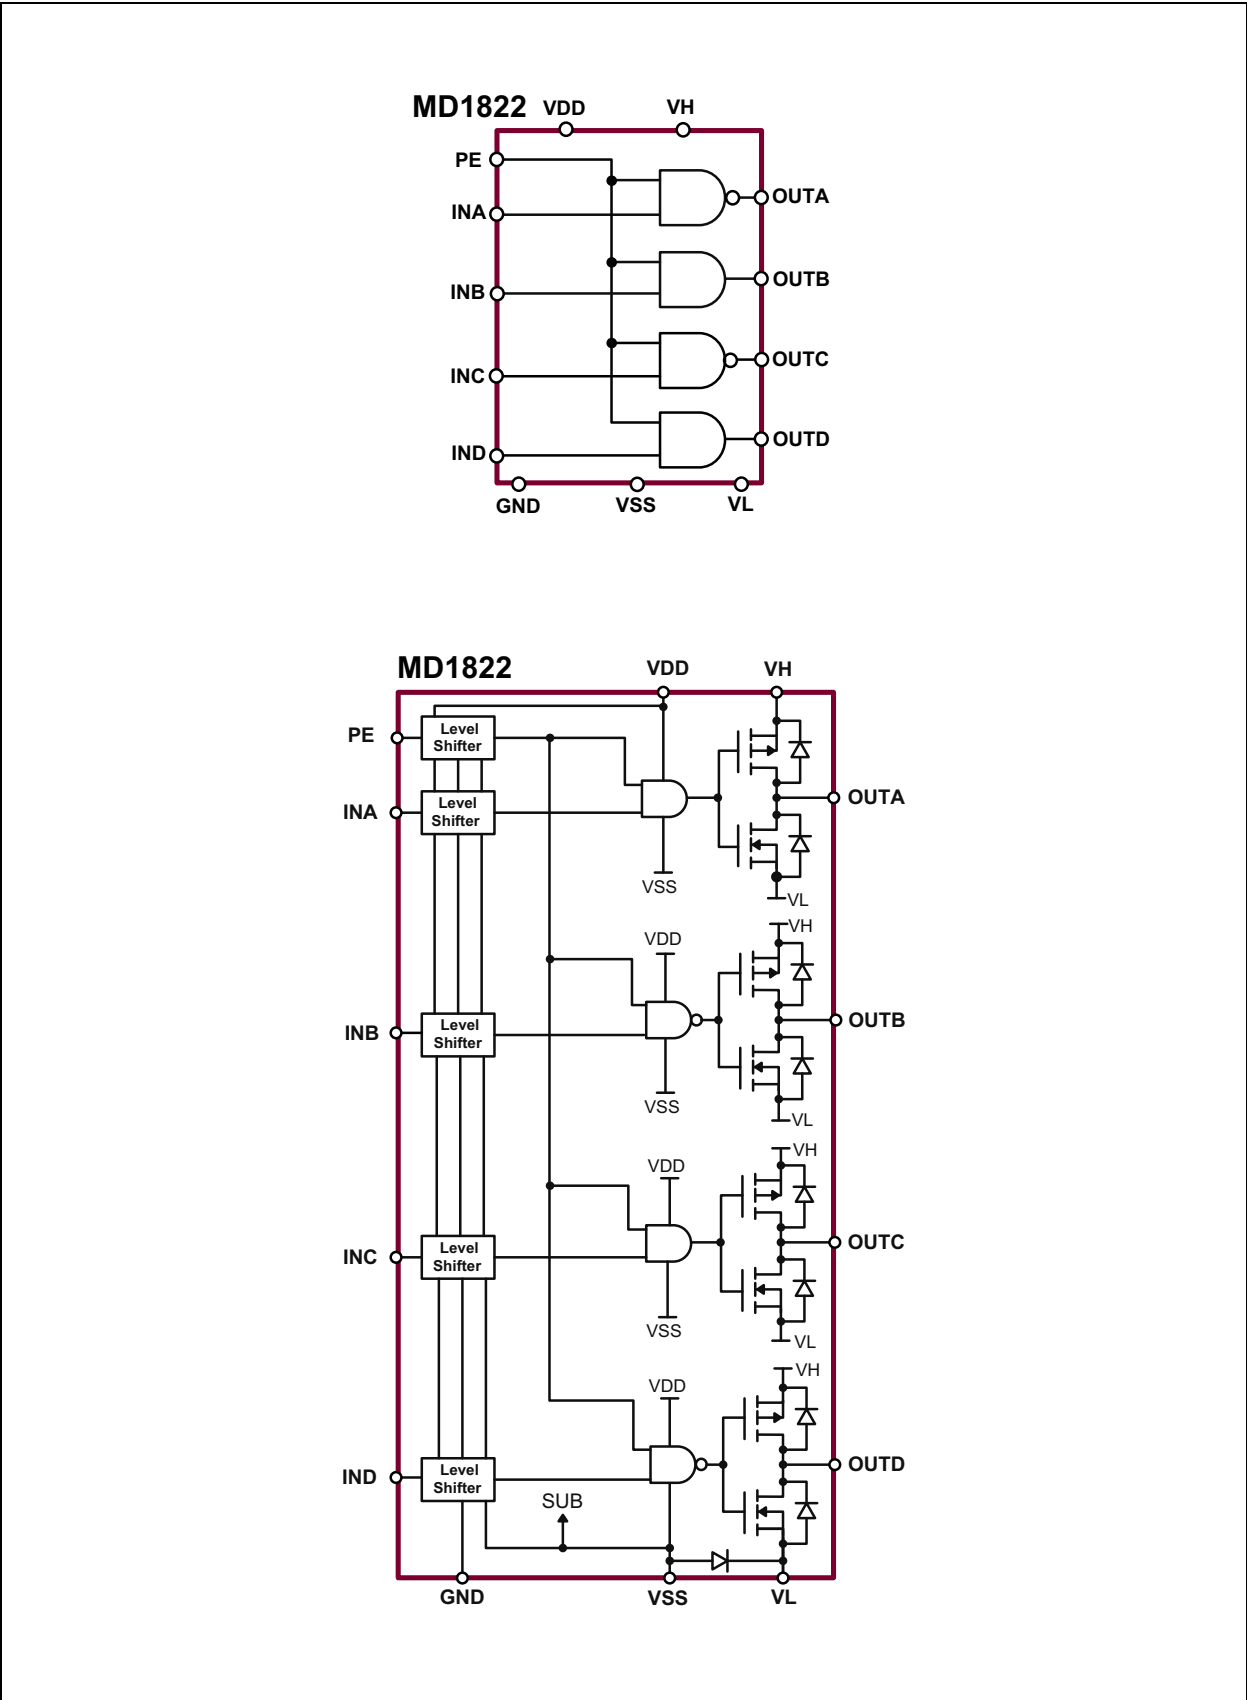 MD1822
VDD
VH
PE
OUTA
INA
OUTB
INB
OUTC
INC
OUTD
IND
GND
VSS
VL
MD1822
VDD
VH
PE
Level
Shifter
INA
Level
Shifter
OUTA
VSS
VL
VH
VDD
INB
Level
Shifter
OUTB
VSS
VL
VH
VDD
INC
Level
Shifter
OUTC
VSS
VL
VH
VDD
IND
Level
Shifter
OUTD
SUB
GND
VSS
VL